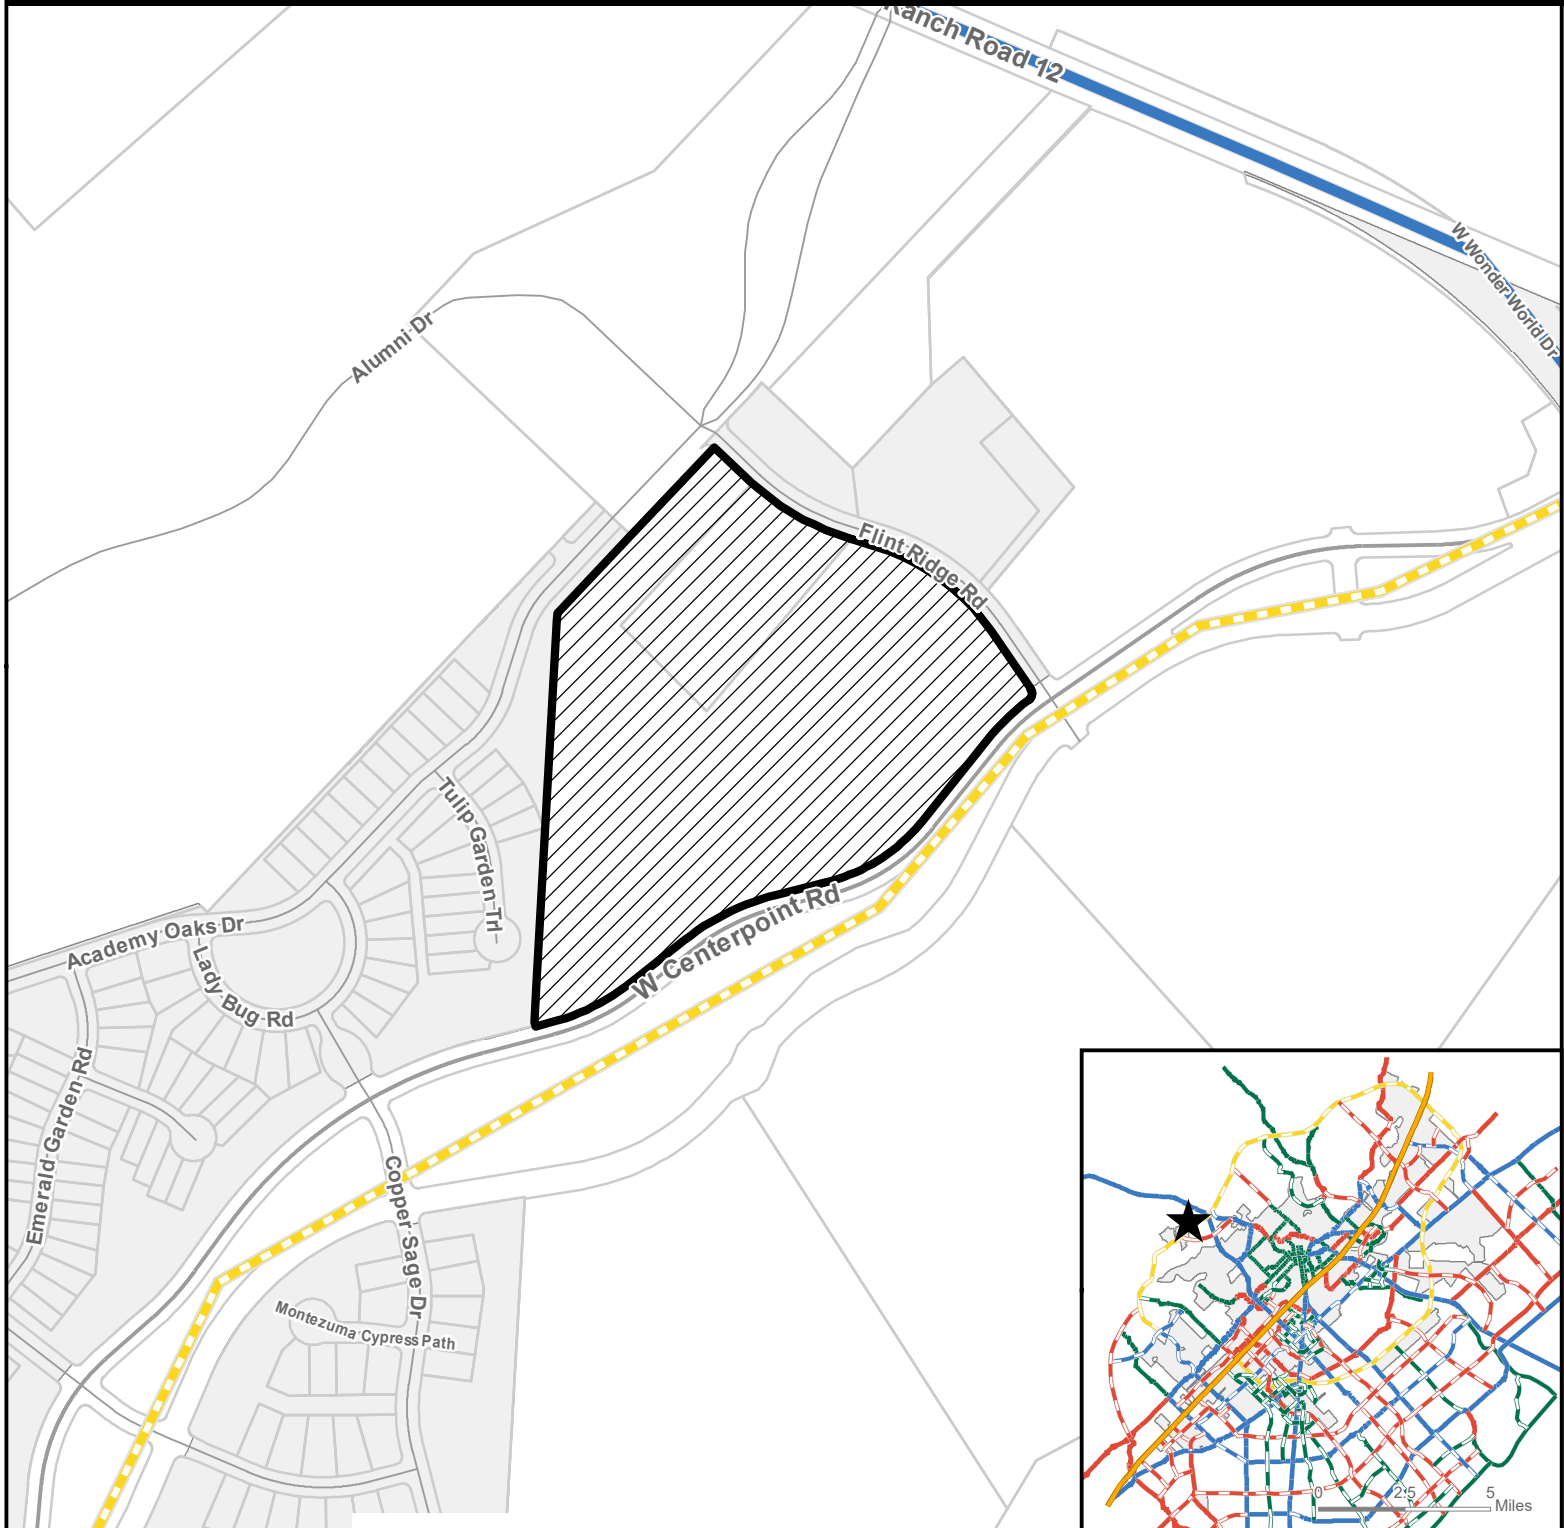 Ranch Road 12
W Wonder World Dr
Alumni Dr
Flint Ridge Rd
Tulip Garden Trl
W Centerpoint Rd
Academy Oaks Dr
Lady Bug Rd
Emerald Garden Rd
Copper Sage Dr
Montezuma Cypress Path
0 2.5 5
Miles